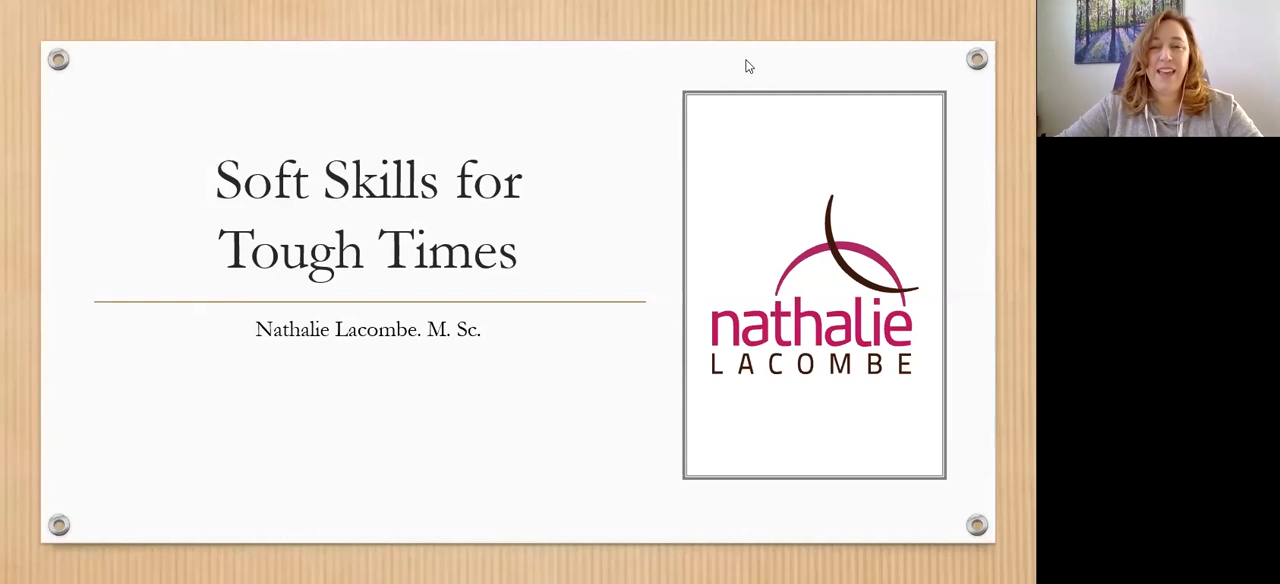 Soft Skills for
Tough Times
Nathalie Lacombe. M. Sc.
nathalie
LACOMBE